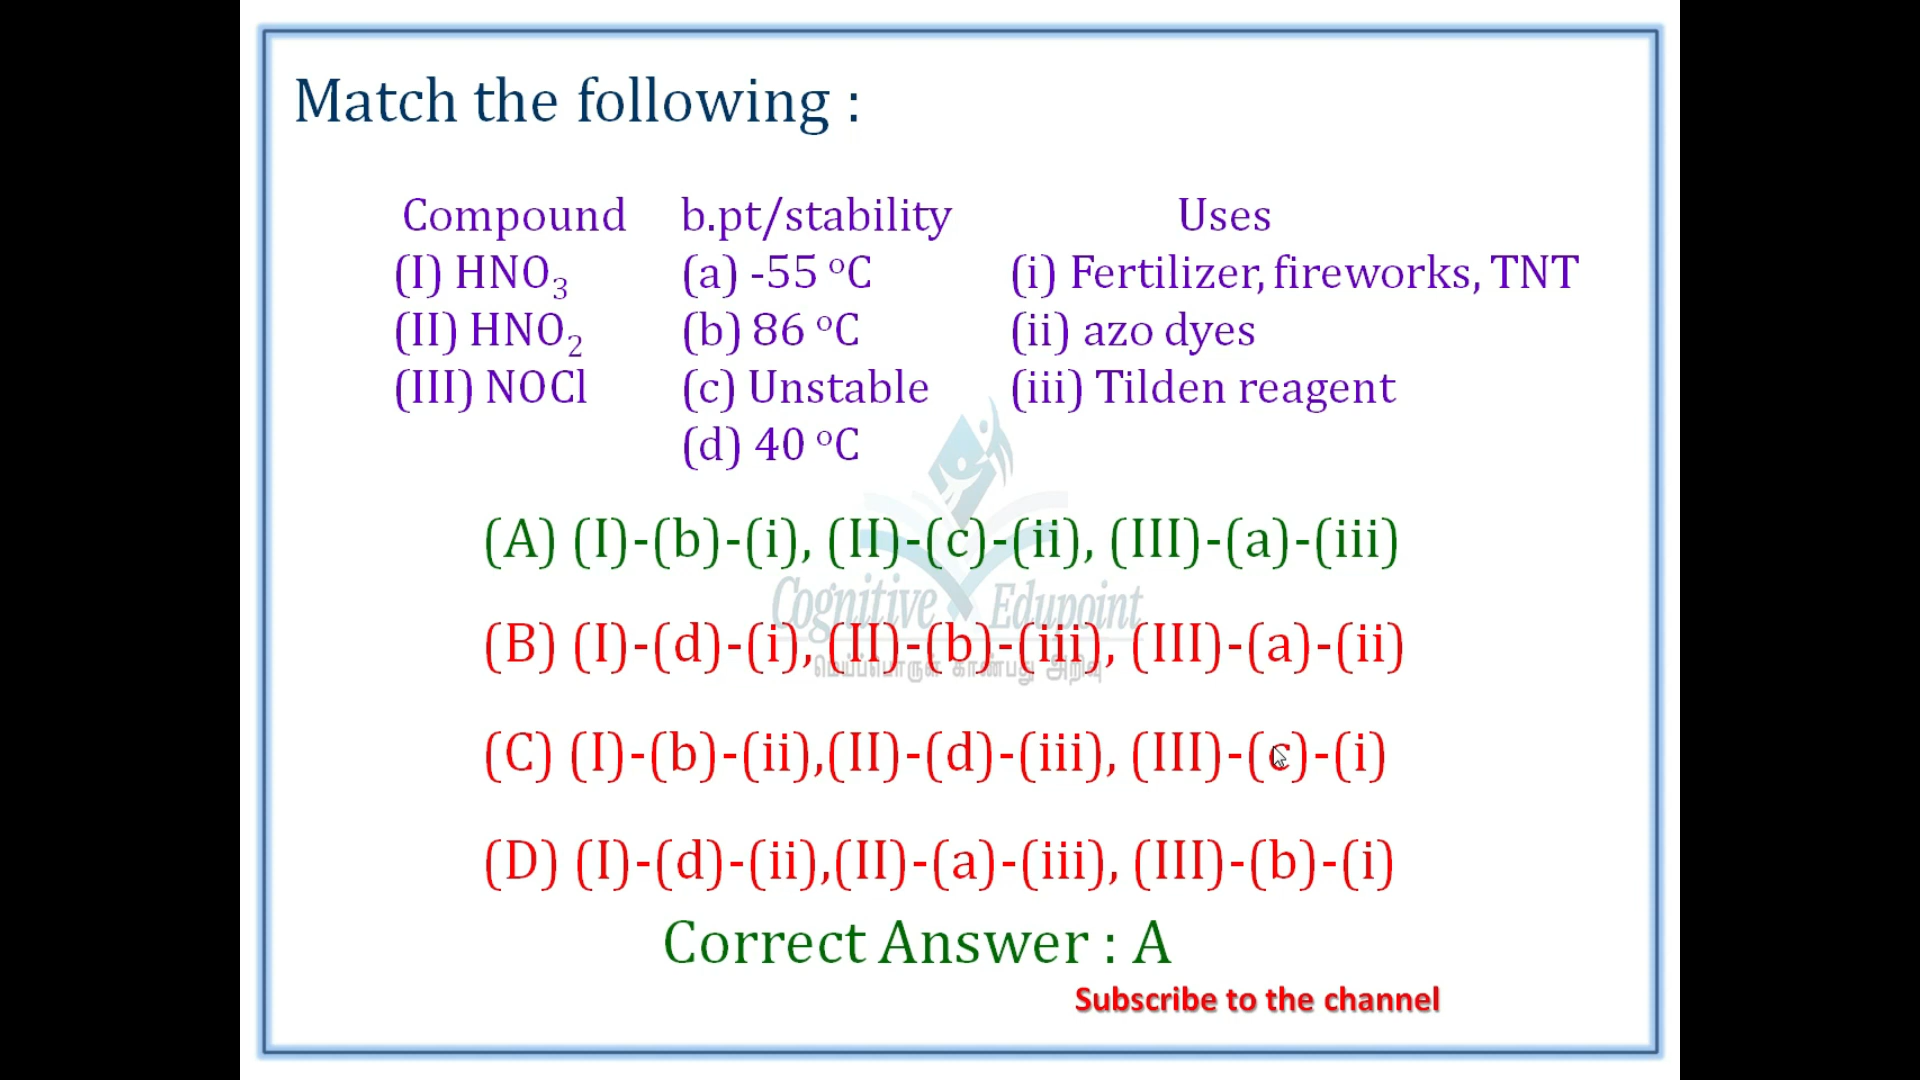 Match the following :
Compound b.pt/stability Uses
(I) HNO₃ (a) -55 °C (i) Fertilizer, fireworks, TNT
(II) HNO₂ (b) 86 °C (ii) azo dyes
(III) NOCl (c) Unstable (iii) Tilden reagent
(d) 40 °C
(A) (I)-(b)-(i), (II)-(c)-(ii), (III)-(a)-(iii)
Cognitive Edupoint
(B) (I)-(d)-(i), (II)-(b)-(iii), (III)-(a)-(ii)
மெய்ப்பொருள் காண்பது அறிவு
(C) (I)-(b)-(ii),(II)-(d)-(iii), (III)-(c)-(i)
(D) (I)-(d)-(ii),(II)-(a)-(iii), (III)-(b)-(i)
Correct Answer : A
Subscribe to the channel